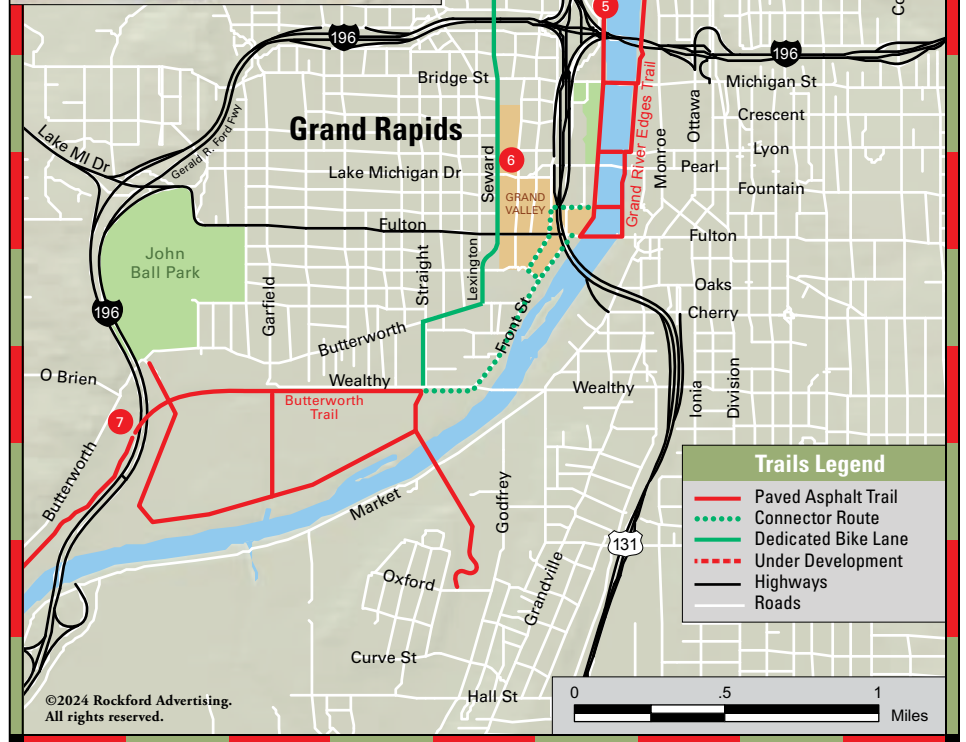 5
Co
196
196
Bridge St
Michigan St
Gerald R. Ford Fwy
Lake MI Dr
Grand Rapids
Ottawa
Crescent
Grand River Edges Trail
Monroe
Lyon
Seward
6
Pearl
Lake Michigan Dr
Fountain
GRAND
VALLEY
Fulton
Fulton
John
Ball Park
Straight
Lexington
Garfield
Oaks
196
Cherry
Front St
Butterworth
O Brien
Wealthy
Wealthy
Ionia
Division
Butterworth
Trail
7
Butterworth
Market
Godfrey
Trails Legend
Paved Asphalt Trail
Connector Route
Dedicated Bike Lane
Under Development
Highways
Roads
131
Oxford
Grandville
Curve St
Hall St
©2024 Rockford Advertising.
All rights reserved.
0 .5 1
Miles